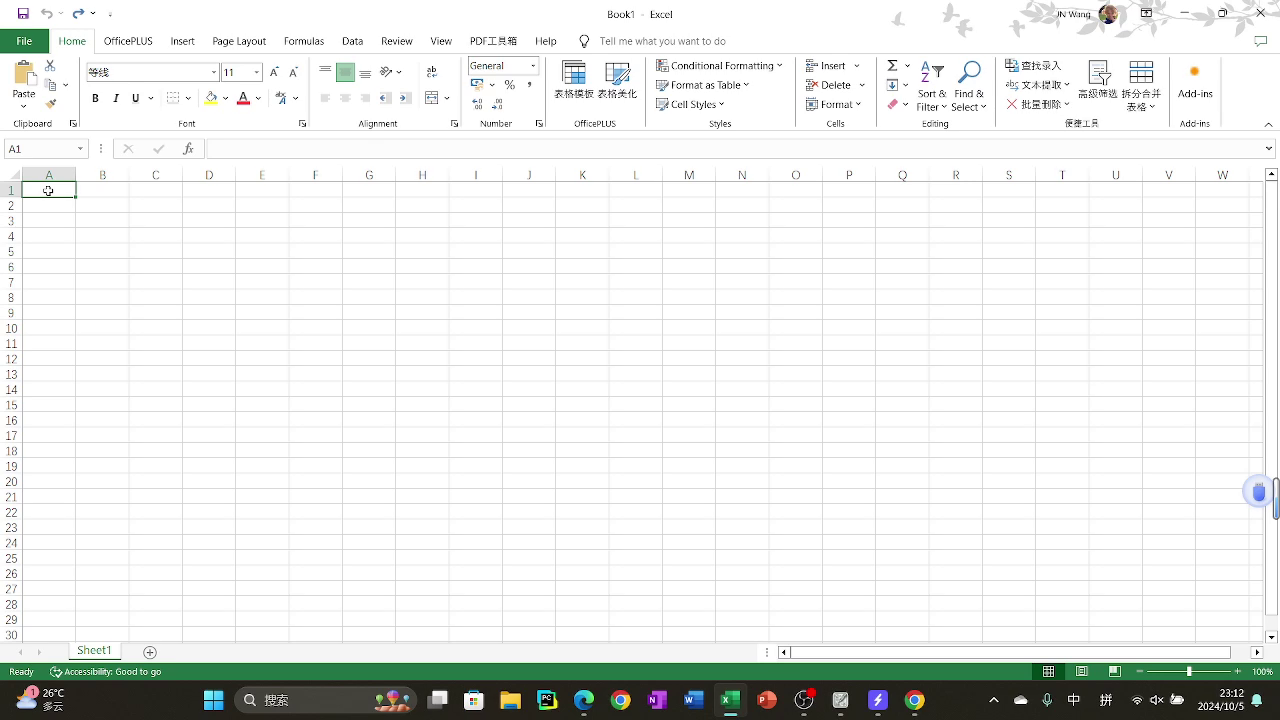 Book1 - Excel
JN Wang
File Home OfficePLUS Insert Page Layout Formulas Data Review View PDF工具箱 Help Tell me what you want to do
Paste
等线 11
B I U A
General
% ,
表格模板 表格美化
Conditional Formatting
Format as Table
Cell Styles
Insert
Delete
Format
Sort & Filter
Find & Select
查找录入
文本提取
批量删除
高级筛选
拆分合并表格
Add-ins
Clipboard Font Alignment Number OfficePLUS Styles Cells Editing 便捷工具 Add-ins
A1 fx
A B C D E F G H I J K L M N O P Q R S T U V W
1
2
3
4
5
6
7
8
9
10
11
12
13
14
15
16
17
18
19
20
21
22
23
24
25
26
27
28
29
30
Sheet1
Ready Accessibility: Good to go 100%
26°C
多云
搜索
中 拼
23:12
2024/10/5